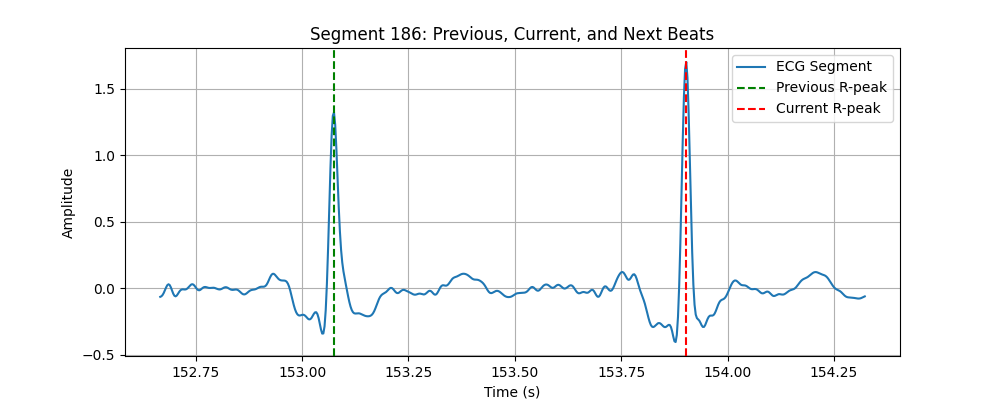 Segment 186: Previous, Current, and Next Beats
ECG Segment
Previous R-peak
Current R-peak
Amplitude
1.5
1.0
0.5
0.0
−0.5
152.75 153.00 153.25 153.50 153.75 154.00 154.25
Time (s)